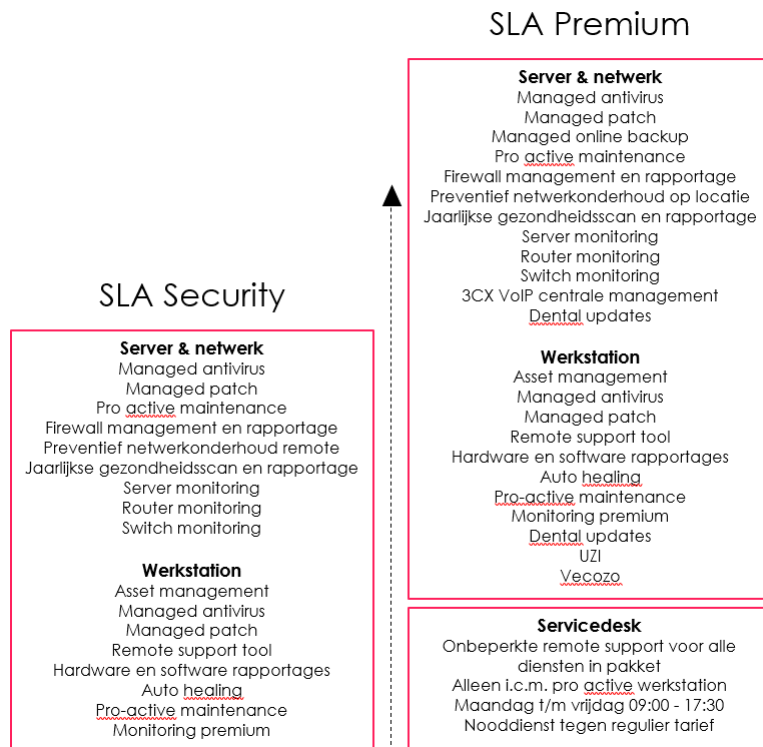 SLA Premium
Server & netwerk
Managed antivirus
Managed patch
Managed online backup
Pro active maintenance
Firewall management en rapportage
Preventief netwerkonderhoud op locatie
Jaarlijkse gezondheidsscan en rapportage
Server monitoring
Router monitoring
Switch monitoring
3CX VoIP centrale management
Dental updates
Werkstation
Asset management
Managed antivirus
Managed patch
Remote support tool
Hardware en software rapportages
Auto healing
Pro-active maintenance
Monitoring premium
Dental updates
UZI
Vecozo
Servicedesk
Onbeperkte remote support voor alle
diensten in pakket
Alleen i.c.m. pro active werkstation
Maandag t/m vrijdag 09:00 - 17:30
Nooddienst tegen regulier tarief
SLA Security
Server & netwerk
Managed antivirus
Managed patch
Pro active maintenance
Firewall management en rapportage
Preventief netwerkonderhoud remote
Jaarlijkse gezondheidsscan en rapportage
Server monitoring
Router monitoring
Switch monitoring
Werkstation
Asset management
Managed antivirus
Managed patch
Remote support tool
Hardware en software rapportages
Auto healing
Pro-active maintenance
Monitoring premium